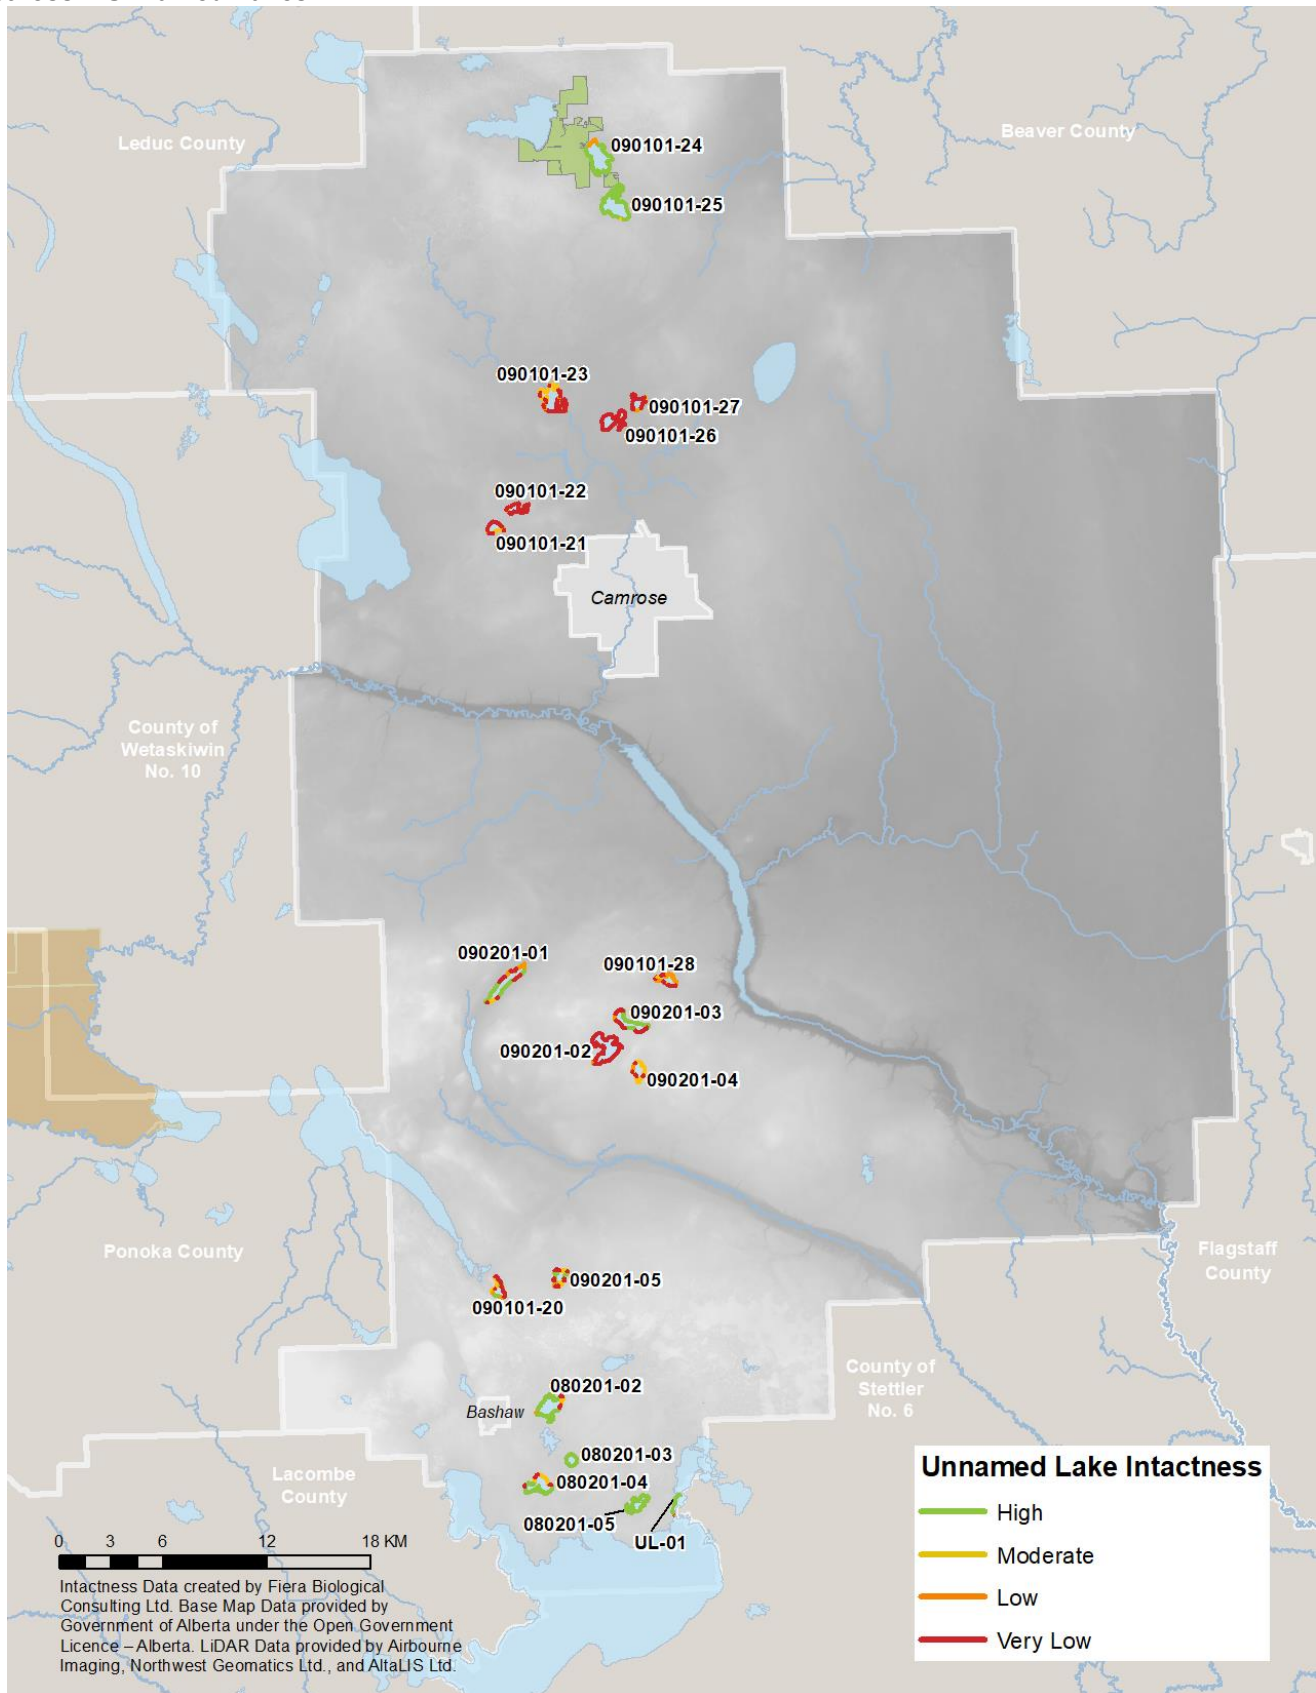 Leduc County
Beaver County
090101-24
090101-25
090101-23
090101-27
090101-26
090101-22
090101-21
Camrose
County of
Wetaskiwin
No. 10
090201-01
090101-28
090201-03
090201-02
090201-04
Ponoka County
Flagstaff
County
090201-05
090101-20
County of
Stettler
No. 6
080201-02
Bashaw
080201-03
080201-04
Lacombe
County
080201-05
UL-01
Unnamed Lake Intactness
High
Moderate
Low
Very Low
0 3 6 12 18 KM
Intactness Data created by Fiera Biological
Consulting Ltd. Base Map Data provided by
Government of Alberta under the Open Government
Licence – Alberta. LiDAR Data provided by Airbourne
Imaging, Northwest Geomatics Ltd., and AltaLIS Ltd.